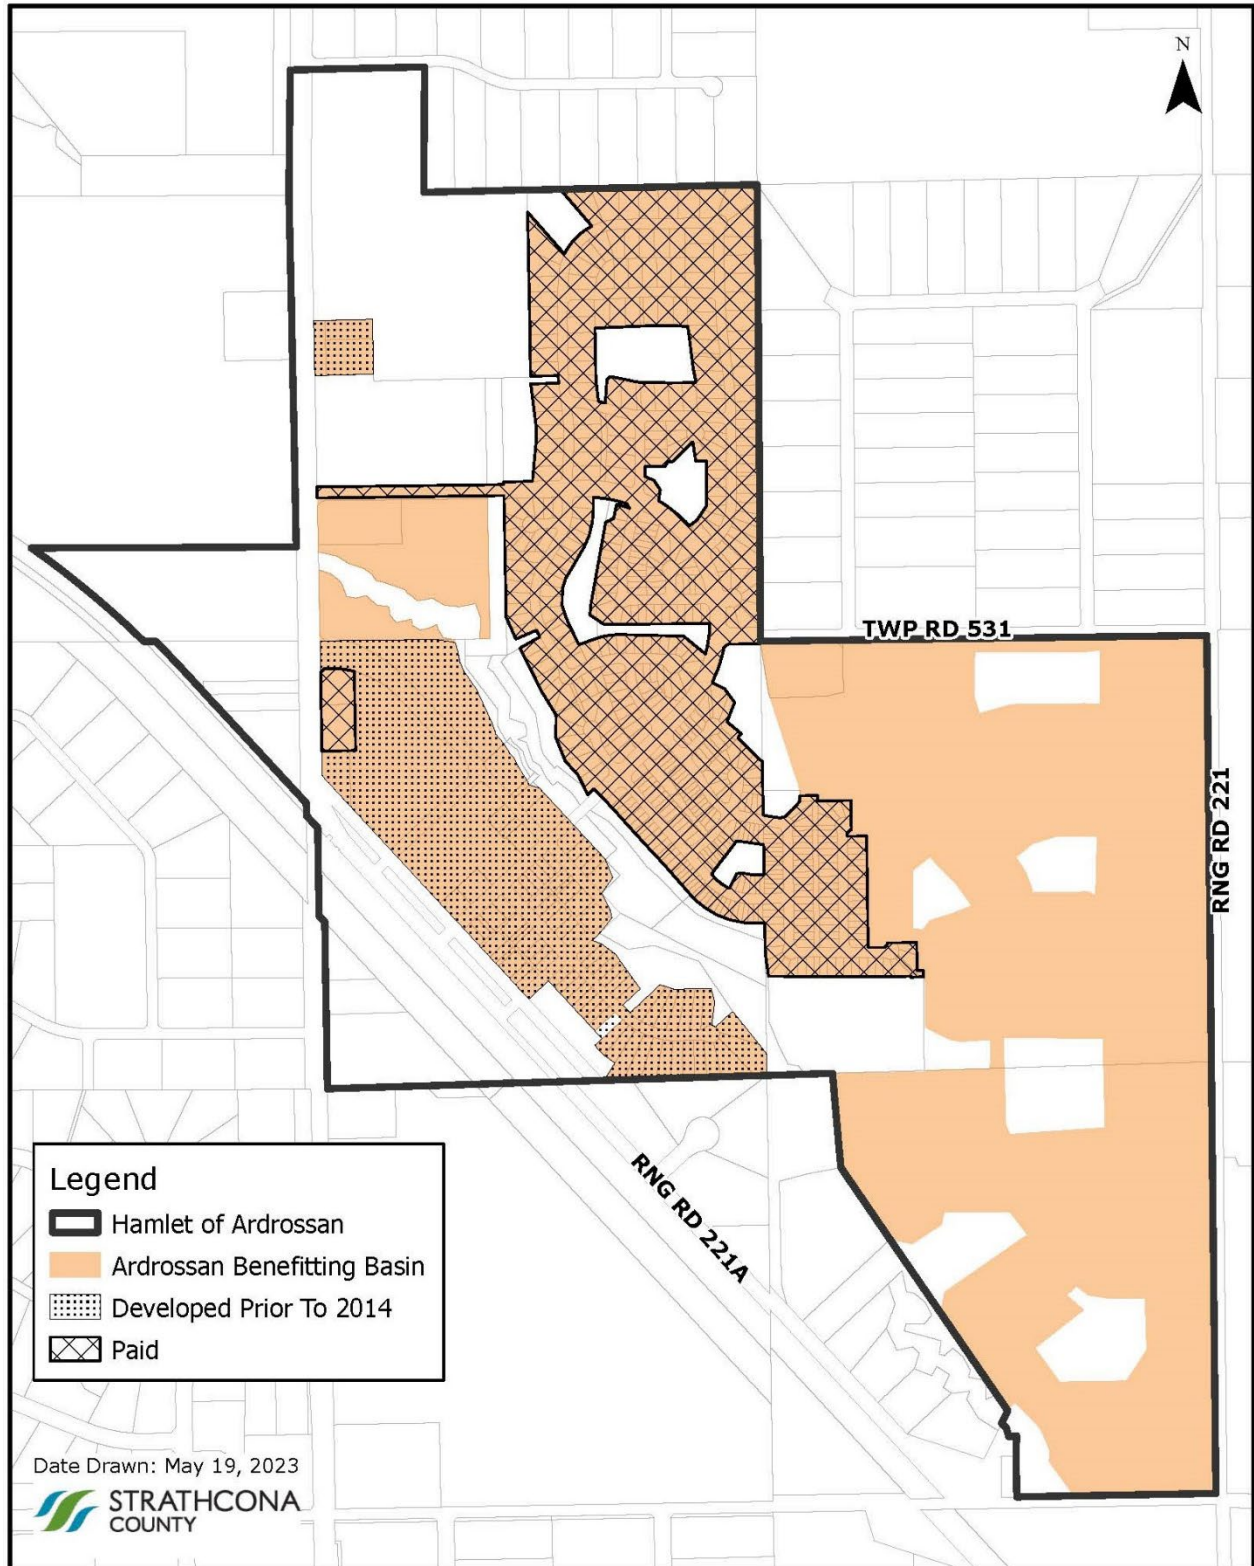 N
TWP RD 531
RNG RD 221
RNG RD 221A
Legend
Hamlet of Ardrossan
Ardrossan Benefitting Basin
Developed Prior To 2014
Paid
Date Drawn: May 19, 2023
STRATHCONA
COUNTY